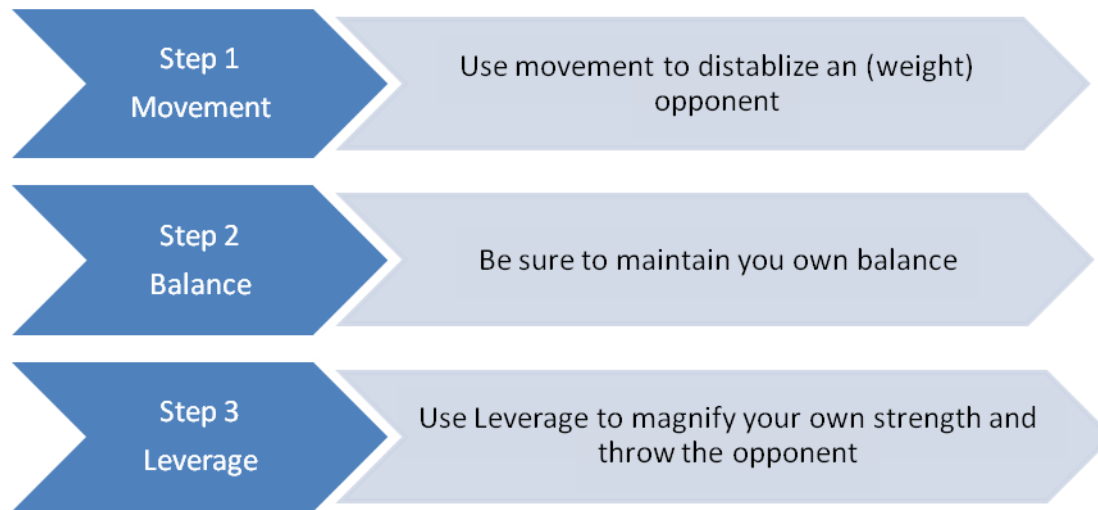 Step 1
Movement
Use movement to distablize an (weight)
opponent
Step 2
Balance
Be sure to maintain you own balance
Step 3
Leverage
Use Leverage to magnify your own strength and
throw the opponent